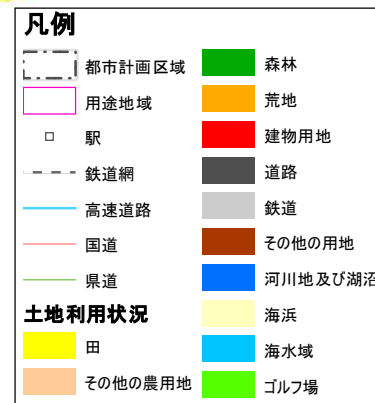 凡例
都市計画区域
用途地域
駅
鉄道網
高速道路
国道
県道
土地利用状況
田
その他の農用地
森林
荒地
建物用地
道路
鉄道
その他の用地
河川地及び湖沼
海浜
海水域
ゴルフ場